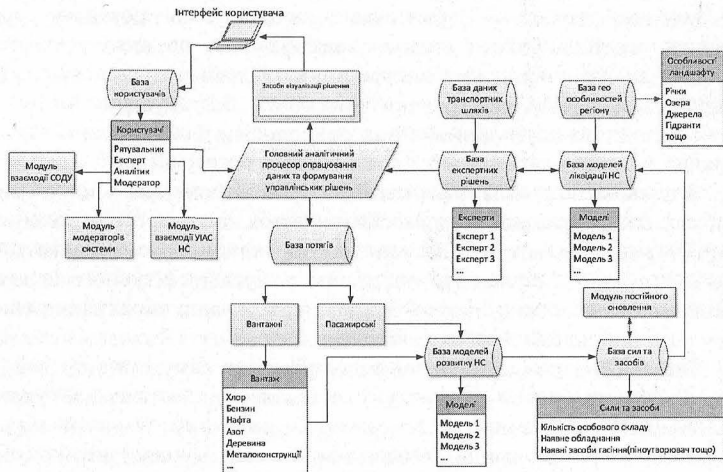 Інтерфейс користувача
База
користувачів
Засоби візуалізації рішення
База даних
транспортних
шляхів
База гео
особливостей
регіону
Особливості
ландшафту
Річки
Озера
Джерела
Гідранти
тощо
Користувачі
Рятувальник
Експерт
Аналітик
Модератор
Модуль
взаємодії СОДУ
Головний аналітичний
процесор опрацювання
даних та формування
управлінських рішень
База
експертних
рішень
База моделей
ліквідації НС
Модуль
модераторів
системи
Модуль
взаємодії УІАС
НС
База потягів
Експерти
Експерт 1
Експерт 2
Експерт 3
...
Моделі
Модель 1
Модель 2
Модель 3
...
Модуль постійного
оновлення
Вантажні
Пасажирські
База моделей
розвитку НС
База сил та
засобів
Вантаж
Хлор
Бензин
Нафта
Азот
Деревина
Металоконструкції
...
Моделі
Модель 1
Модель 2
Модель 3
...
Сили та засоби
Кількість особового складу
Наявне обладнання
Наявні засоби гасіння(піноутворювач тощо)